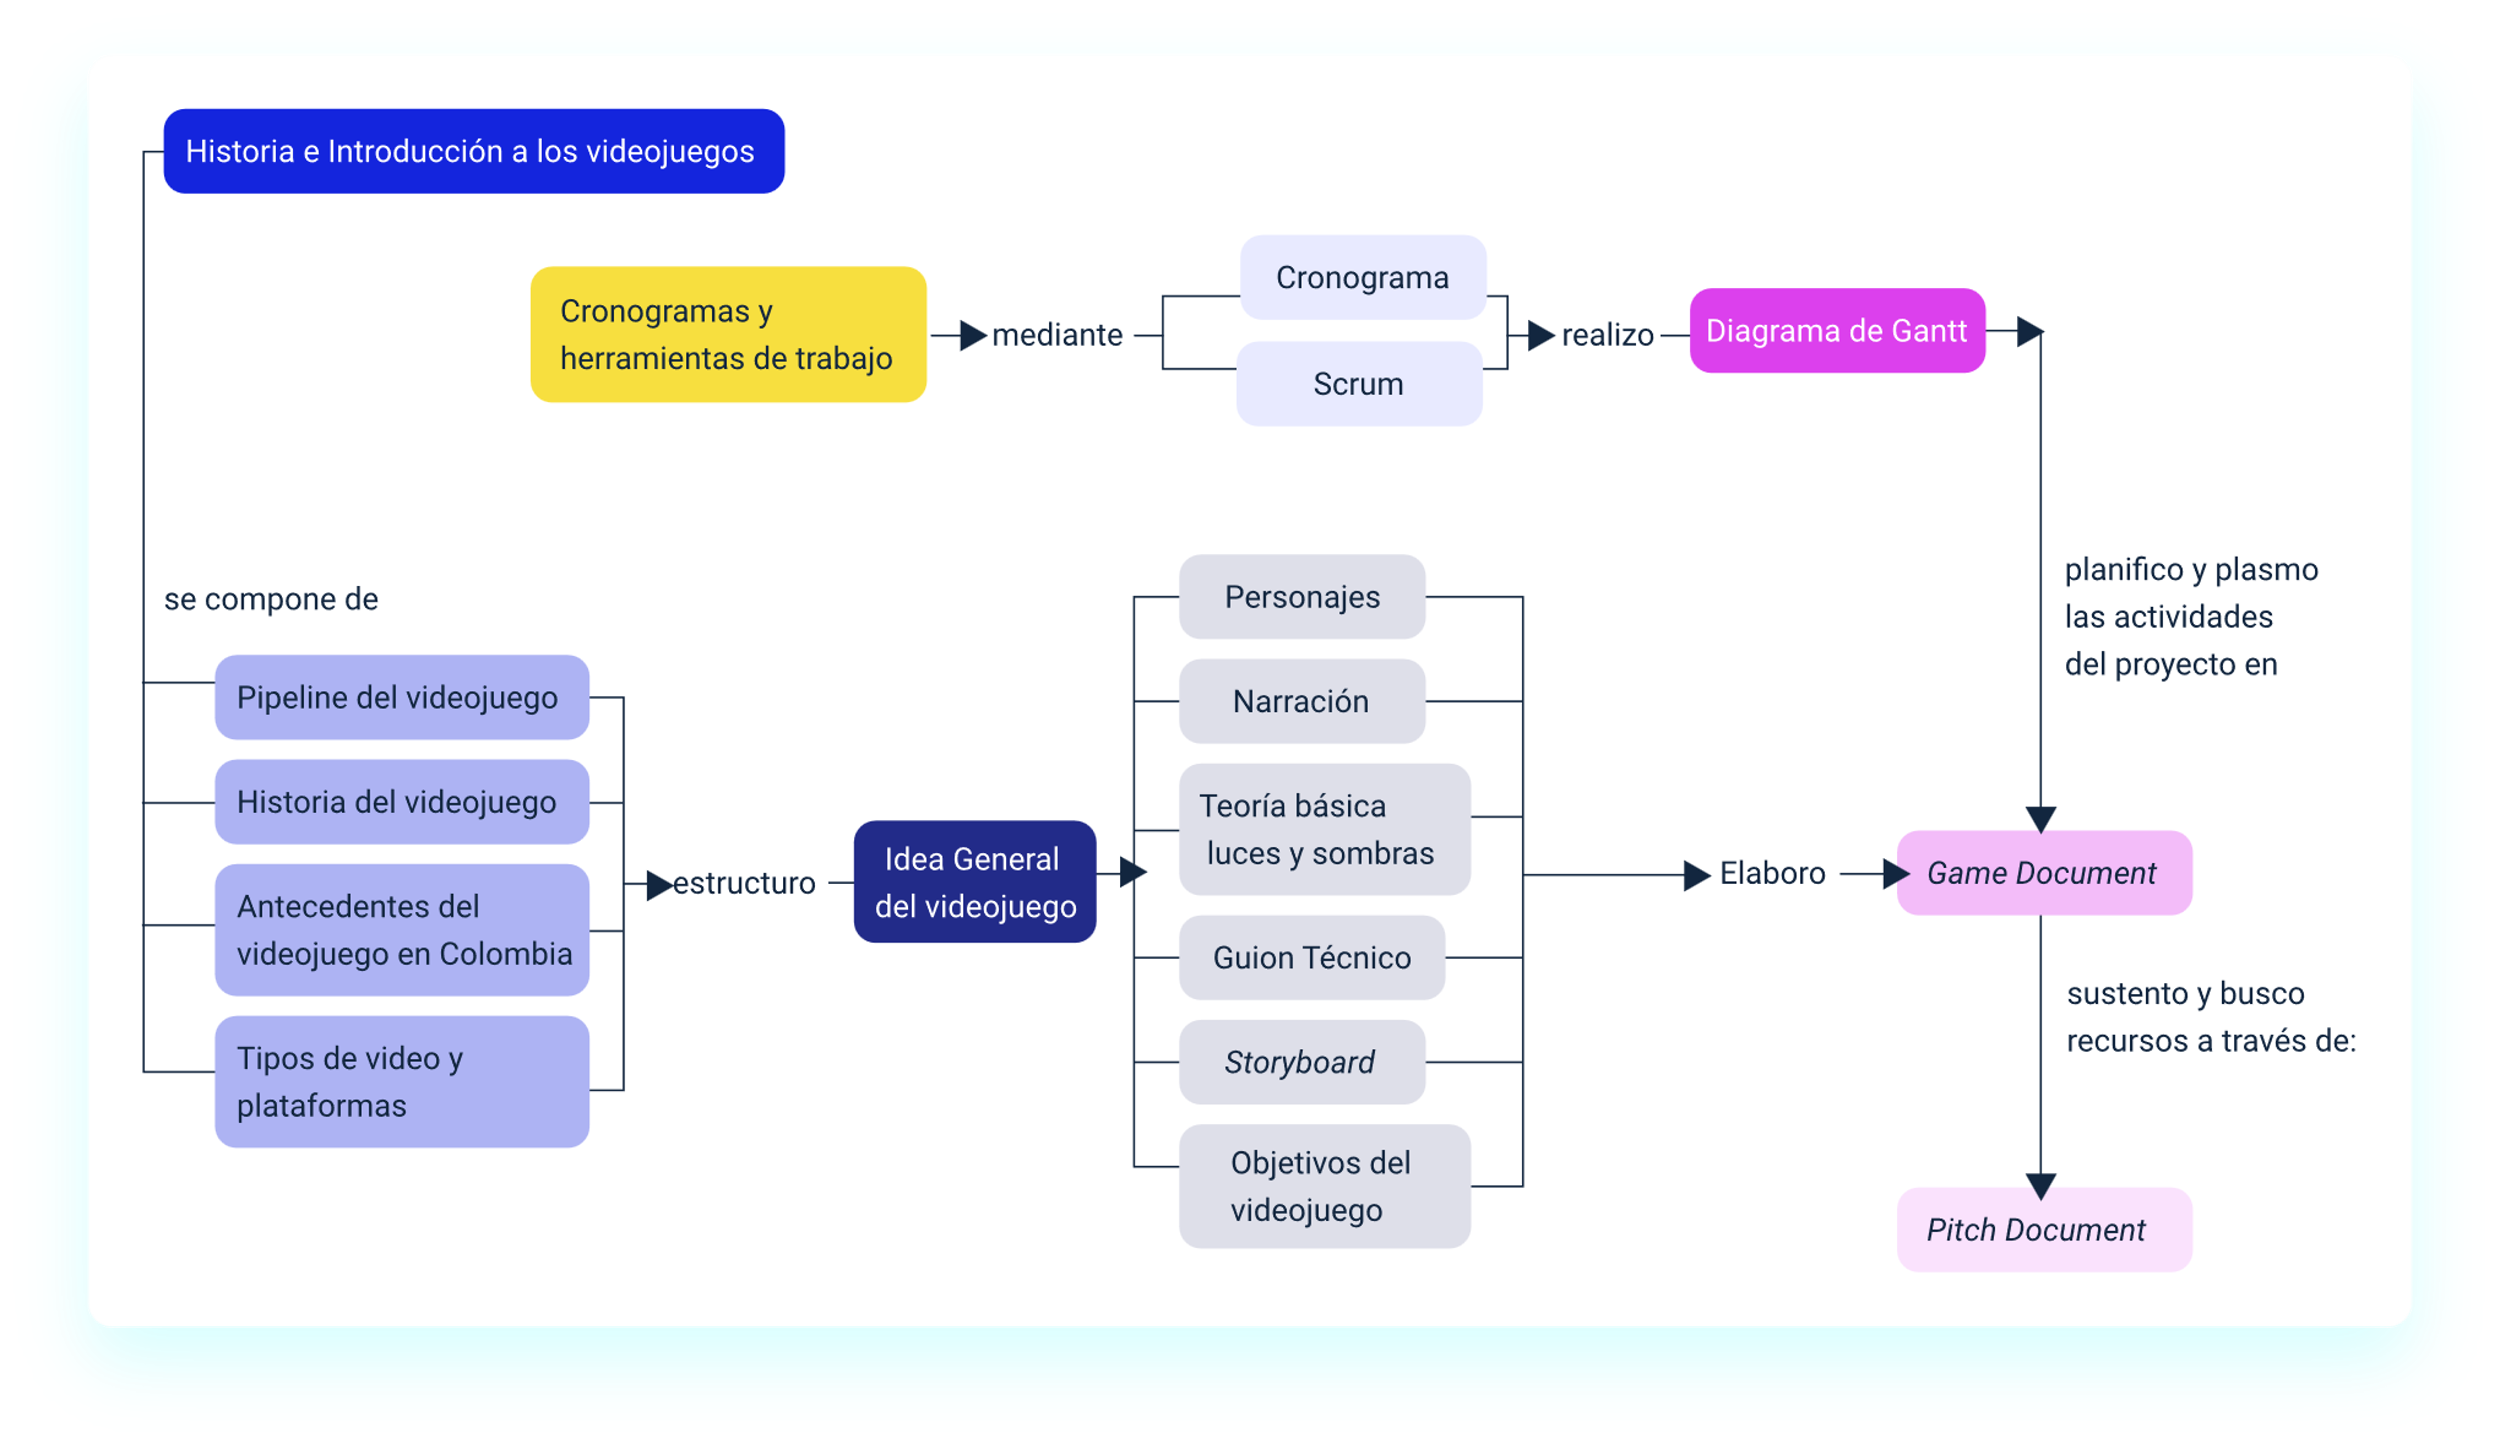 Historia e Introducción a los videojuegos
Cronogramas y
herramientas de trabajo
mediante
Cronograma
Scrum
realizo
Diagrama de Gantt
planifico y plasmo
las actividades
del proyecto en
se compone de
Pipeline del videojuego
Historia del videojuego
Antecedentes del
videojuego en Colombia
Tipos de video y
plataformas
estructuro
Idea General
del videojuego
Personajes
Narración
Teoría básica
luces y sombras
Guion Técnico
Storyboard
Objetivos del
videojuego
Elaboro
Game Document
sustento y busco
recursos a través de:
Pitch Document